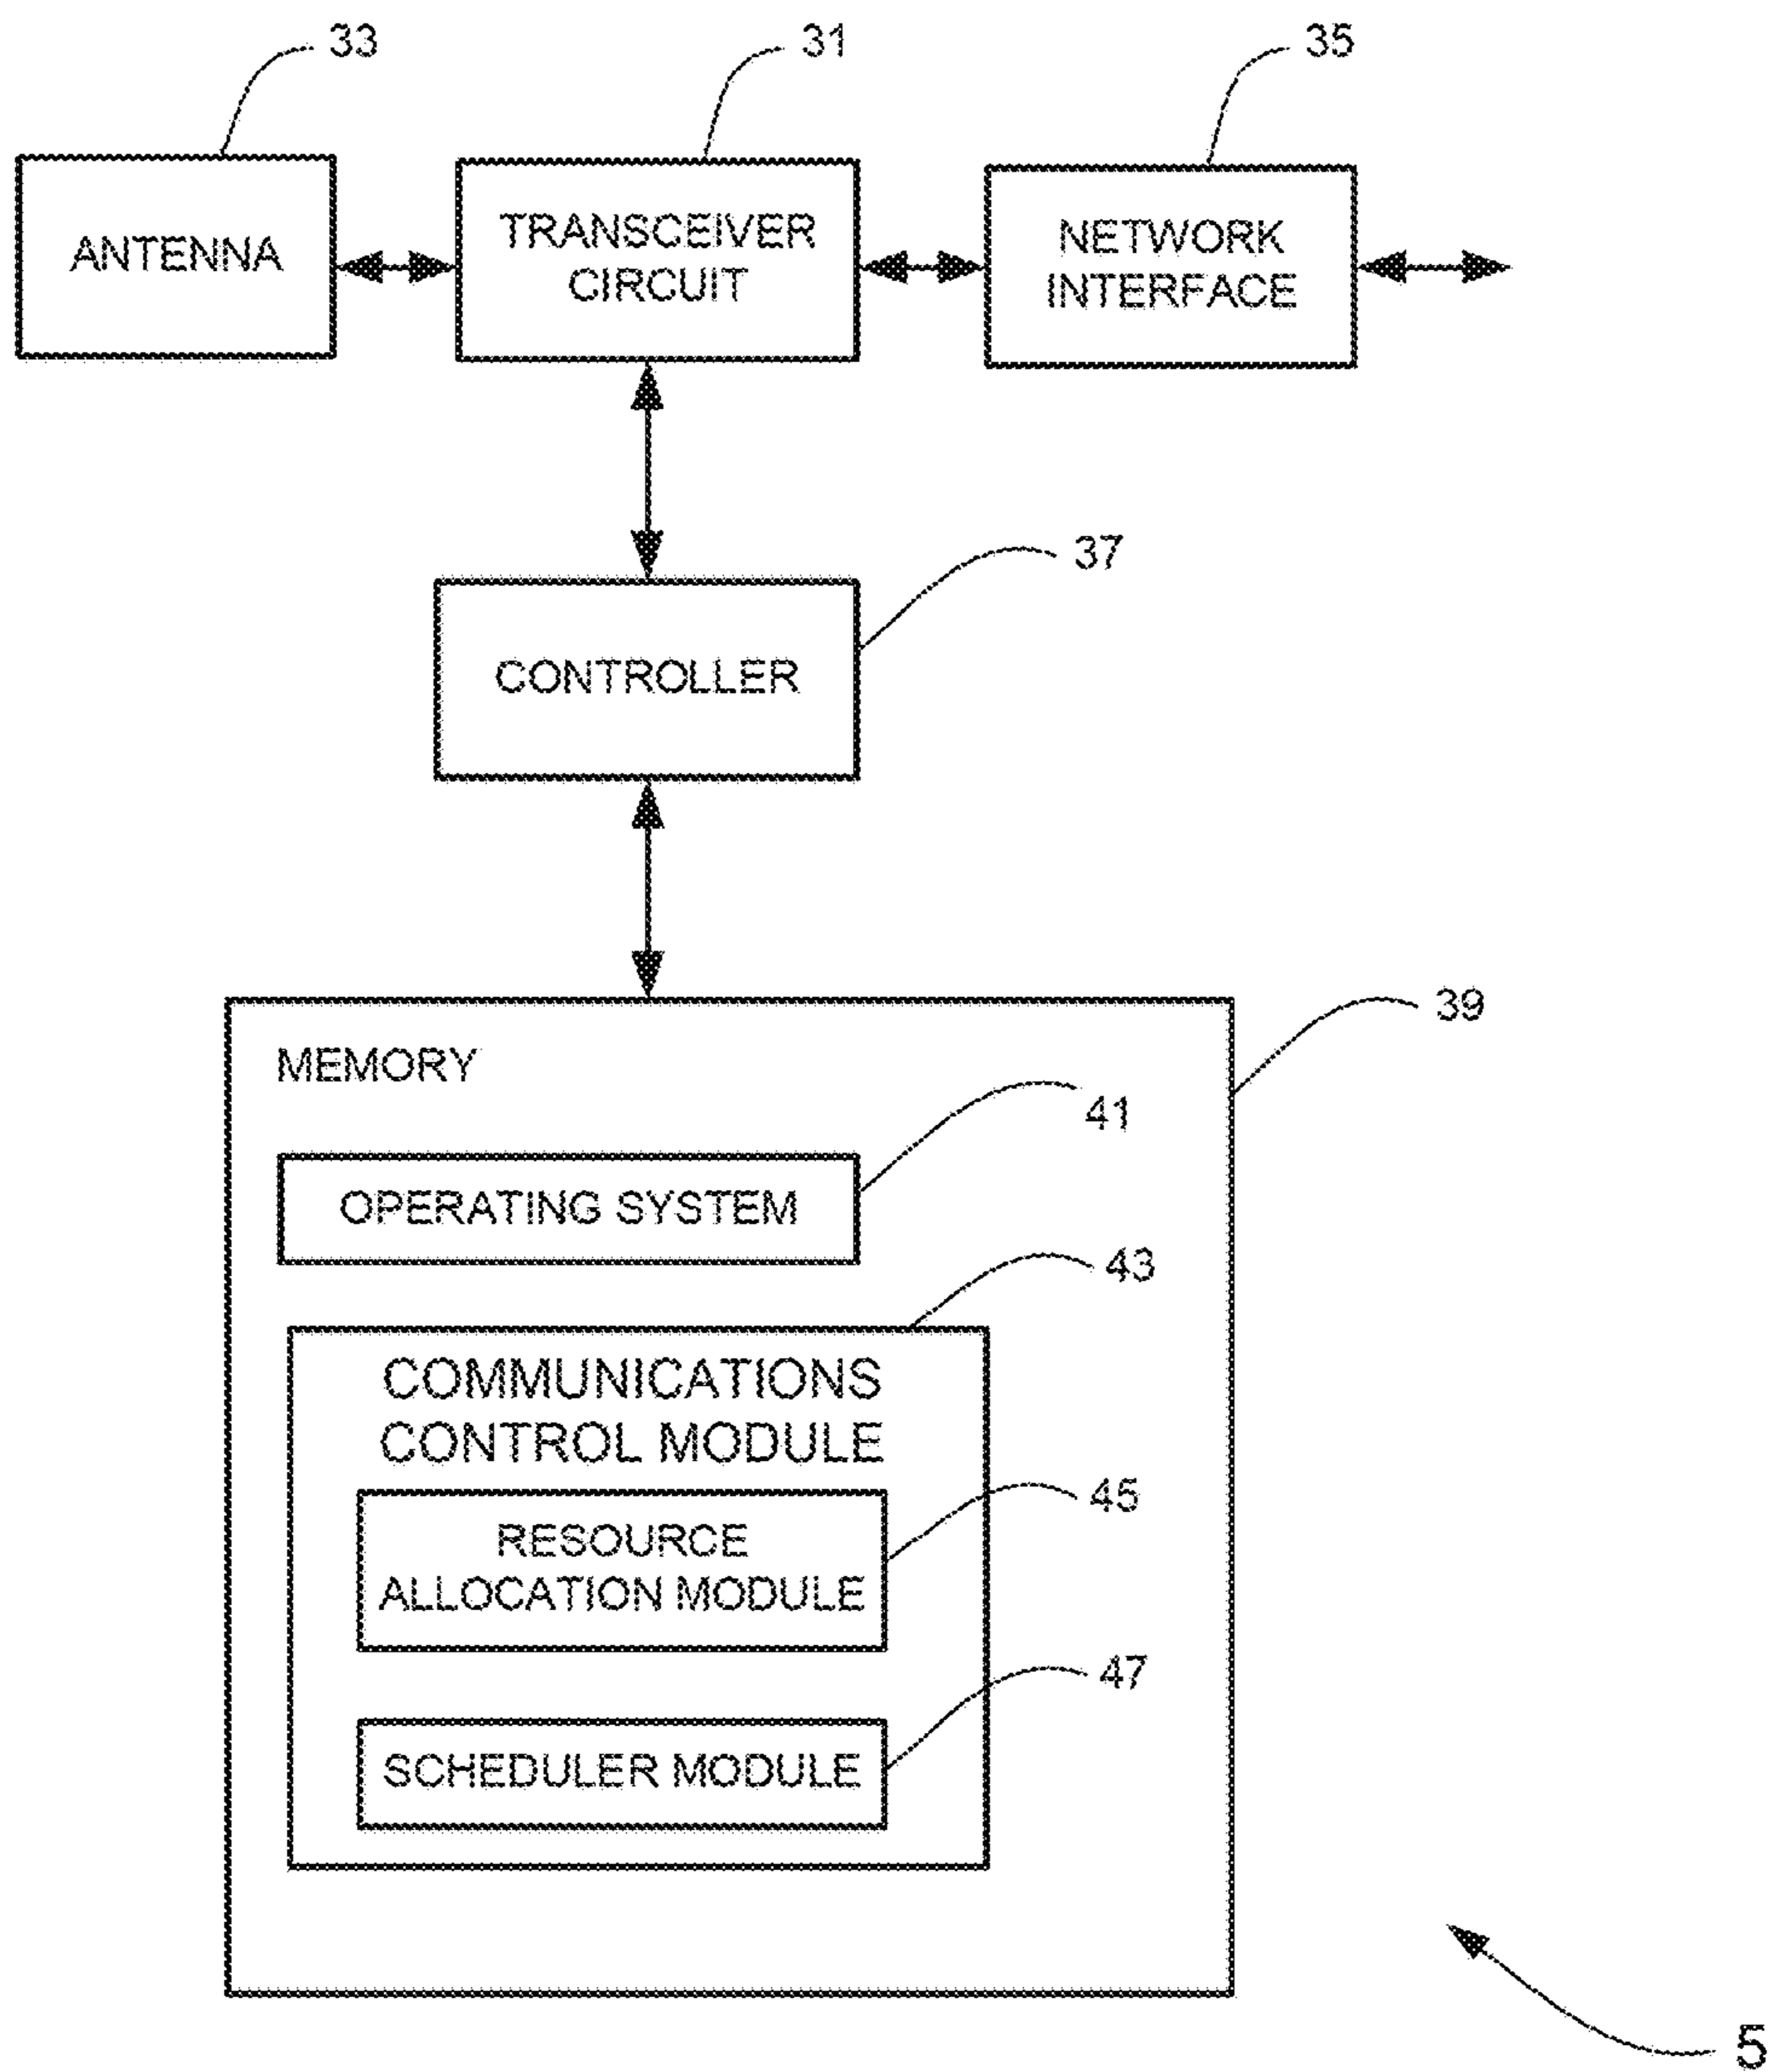 33
31
35
ANTENNA
TRANSCEIVER
CIRCUIT
NETWORK
INTERFACE
37
CONTROLLER
39
MEMORY
41
OPERATING SYSTEM
43
COMMUNICATIONS
CONTROL MODULE
45
RESOURCE
ALLOCATION MODULE
47
SCHEDULER MODULE
5